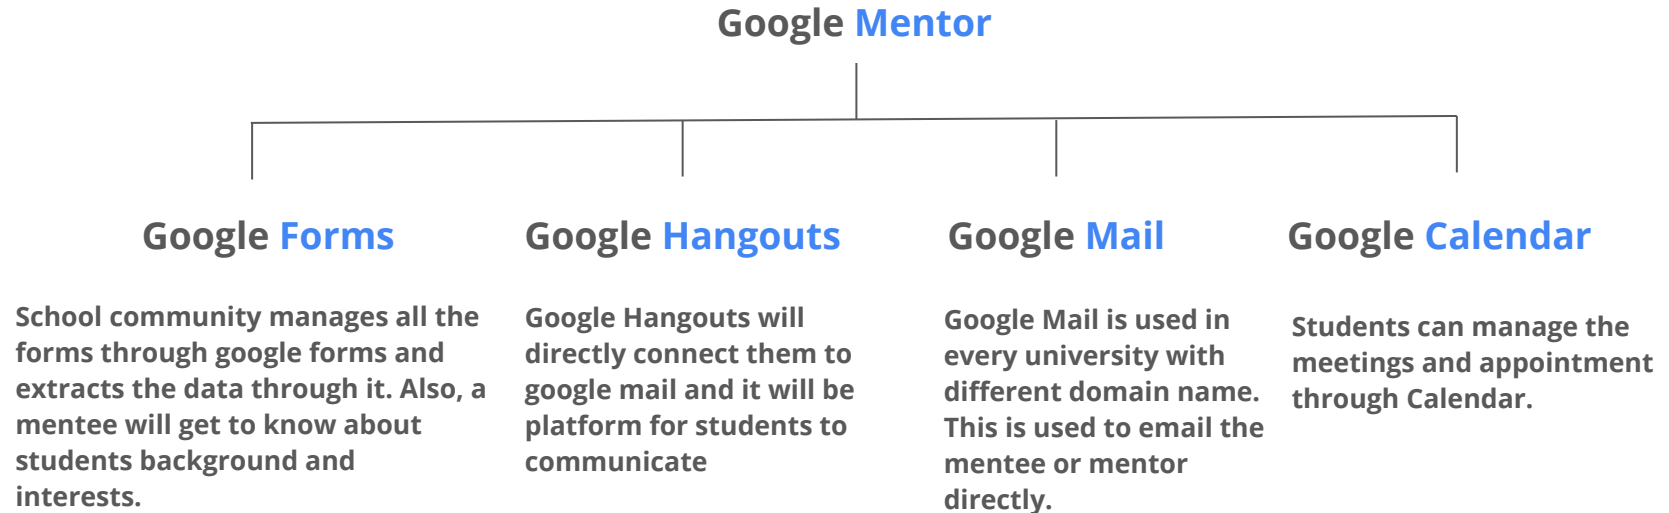 Google Mentor
Google Forms
School community manages all the
forms through google forms and
extracts the data through it. Also, a
mentee will get to know about
students background and
interests.
Google Hangouts
Google Hangouts will
directly connect them to
google mail and it will be
platform for students to
communicate
Google Mail
Google Mail is used in
every university with
different domain name.
This is used to email the
mentee or mentor
directly.
Google Calendar
Students can manage the
meetings and appointment
through Calendar.